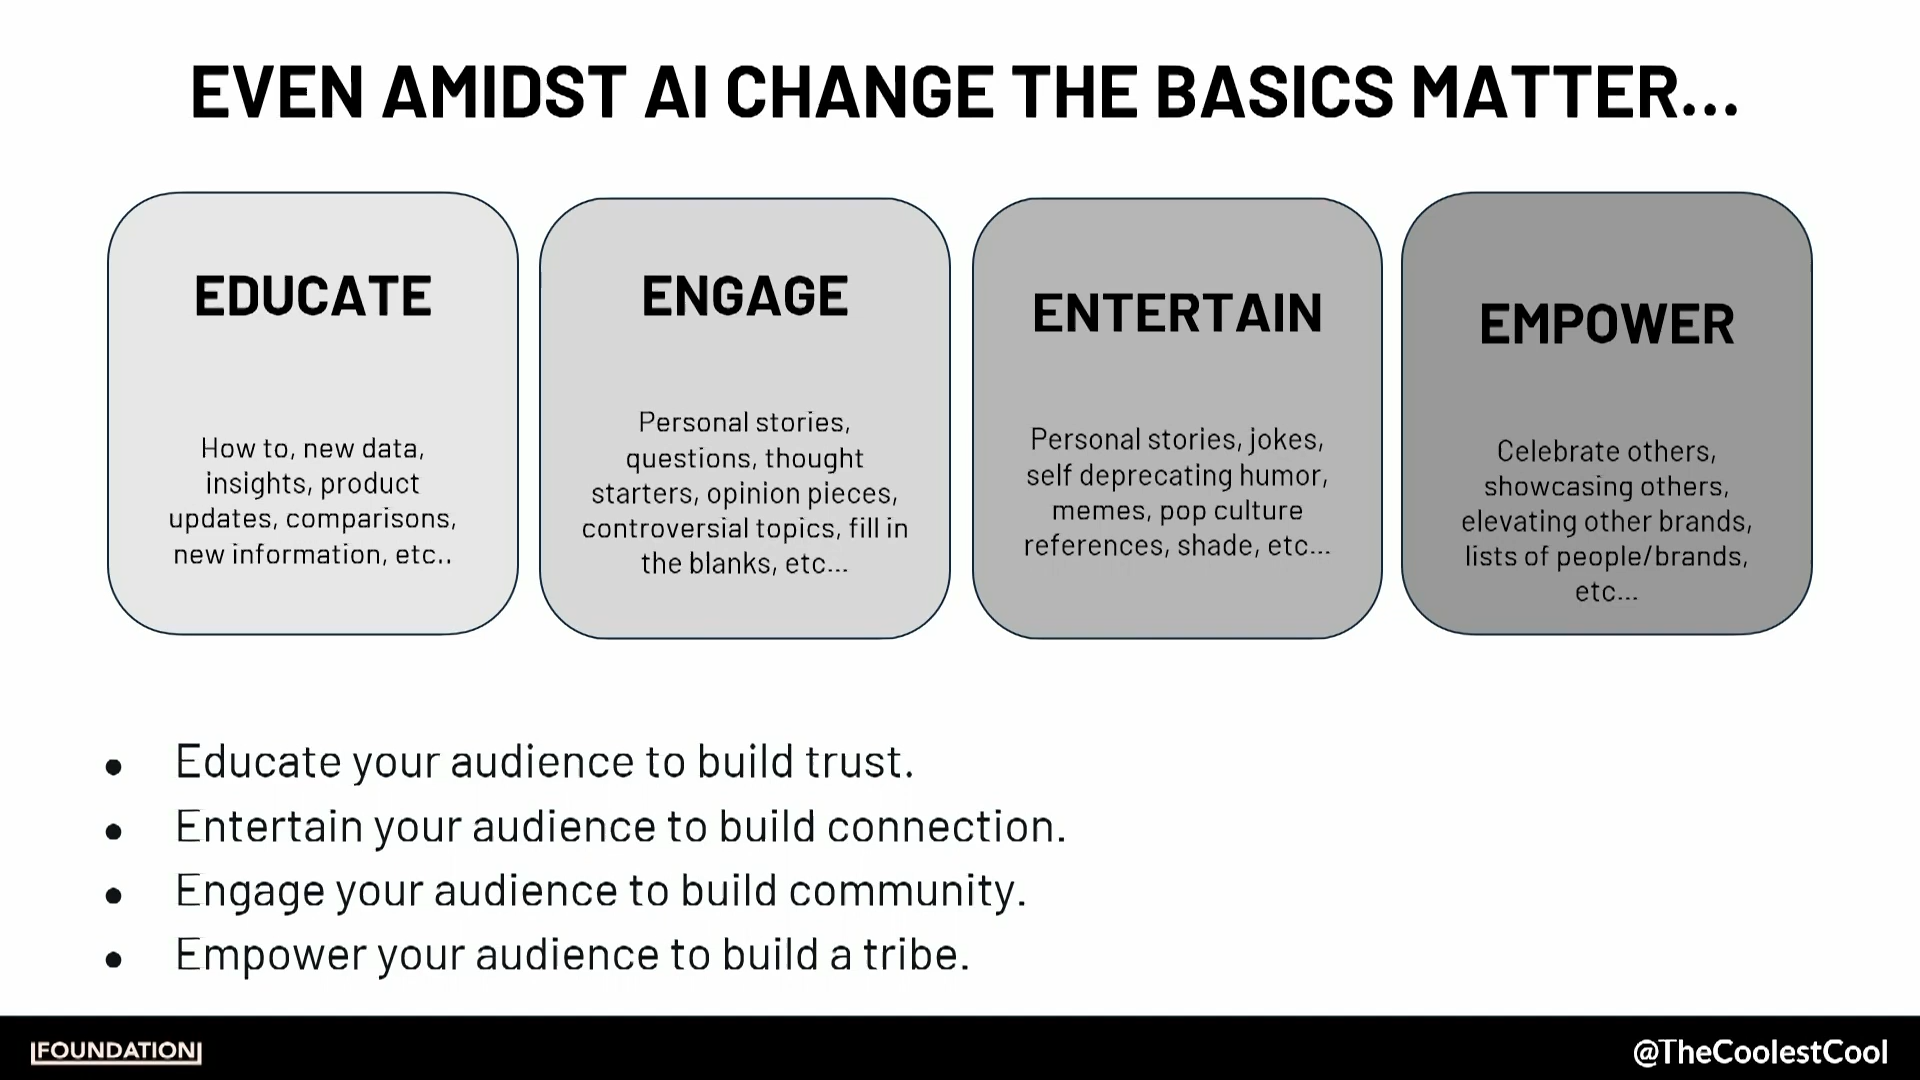 EVEN AMIDST AI CHANGE THE BASICS MATTER...
EDUCATE
How to, new data,
insights, product
updates, comparisons,
new information, etc..
ENGAGE
Personal stories,
questions, thought
starters, opinion pieces,
controversial topics, fill in
the blanks, etc...
ENTERTAIN
Personal stories, jokes,
self deprecating humor,
memes, pop culture
references, shade, etc...
EMPOWER
Celebrate others,
showcasing others,
elevating other brands,
lists of people/brands,
etc...
• Educate your audience to build trust.
• Entertain your audience to build connection.
• Engage your audience to build community.
• Empower your audience to build a tribe.
FOUNDATION
@TheCoolestCool